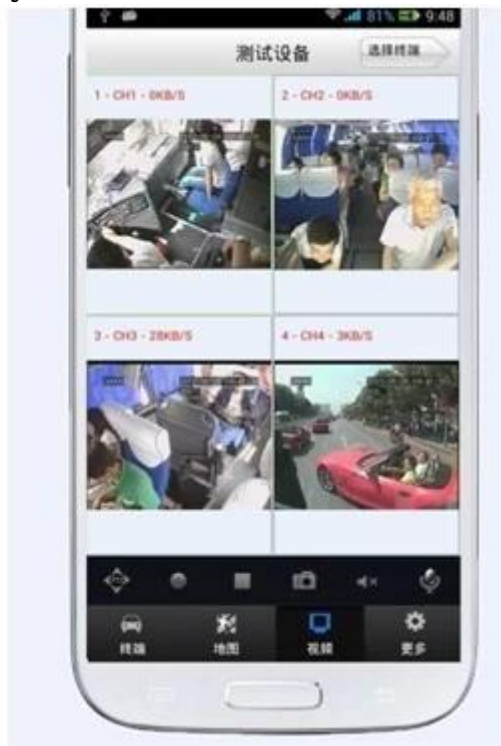 81% 9:48
测试设备 选择终端
1 - CH1 - 0KB/S 2 - CH2 - 0KB/S
3 - CH3 - 28KB/S 4 - CH4 - 3KB/S
终端 地图 视频 更多